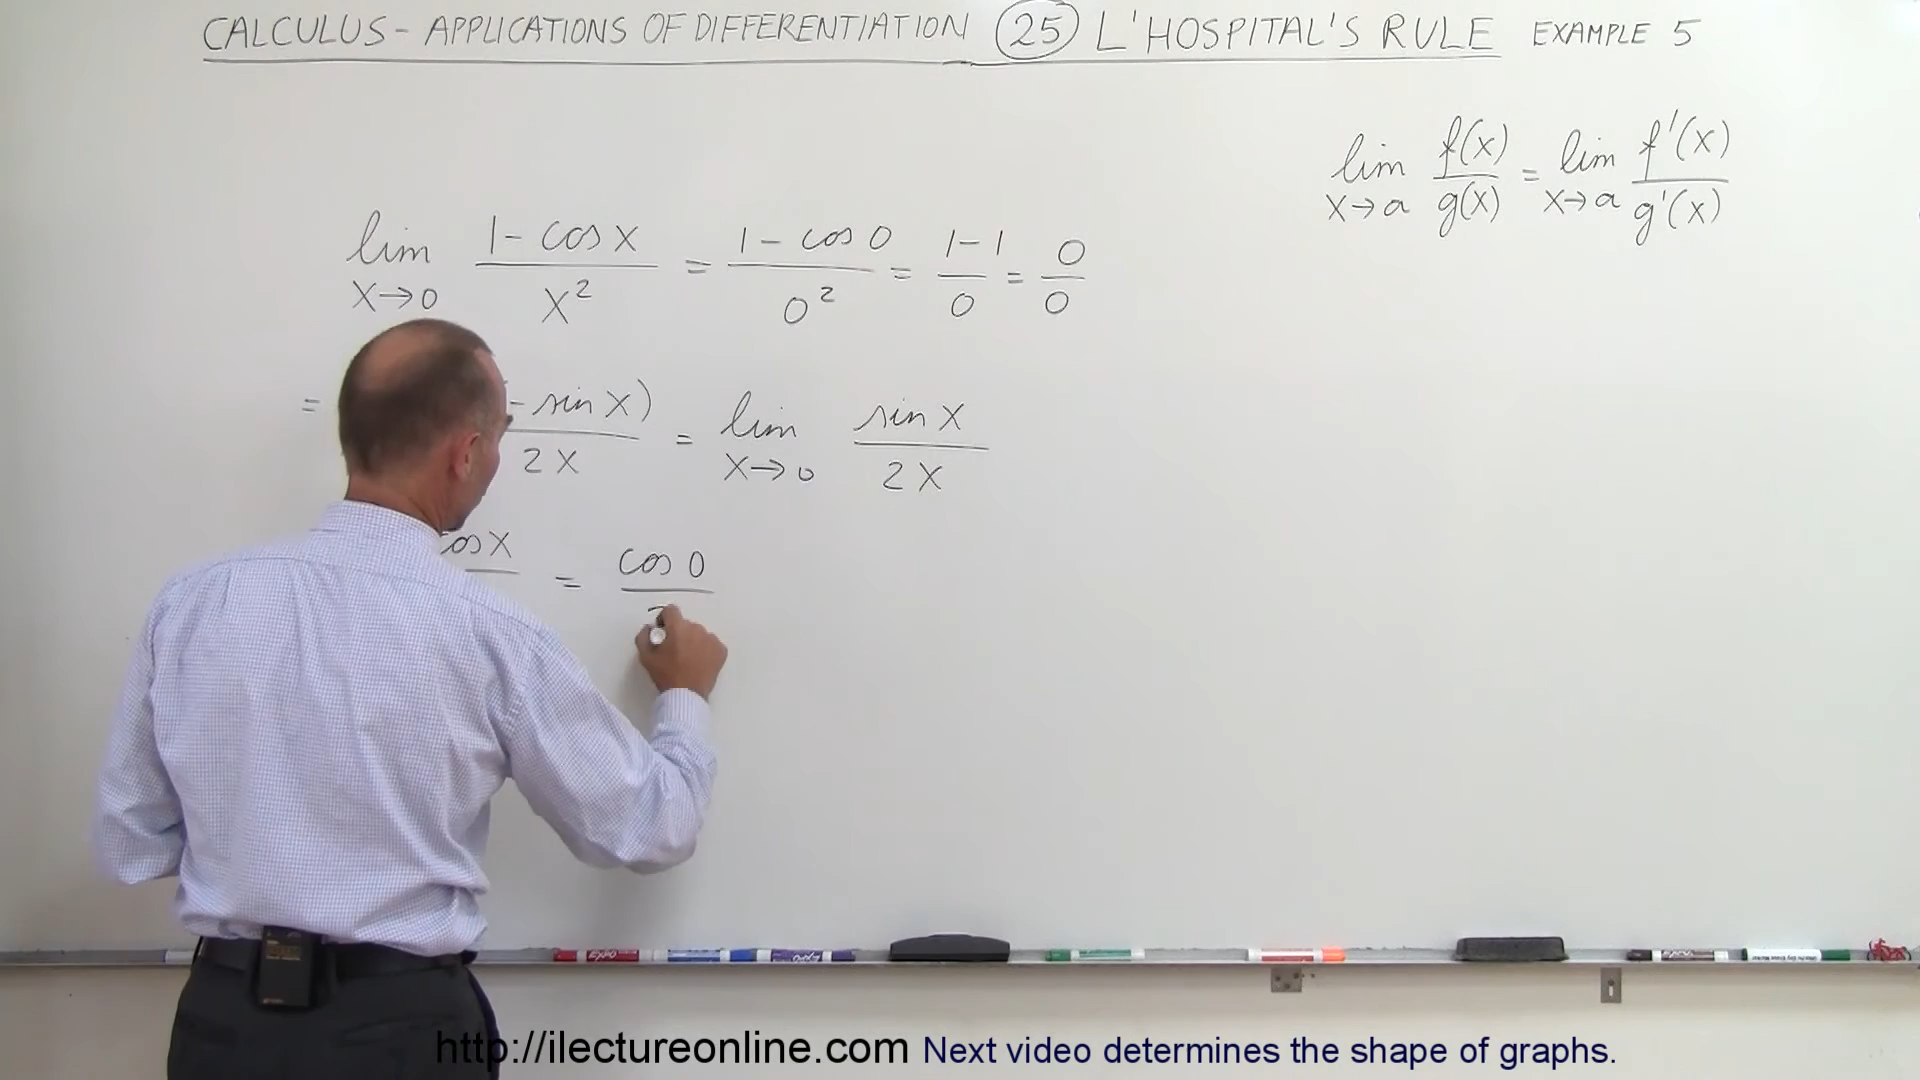 CALCULUS - APPLICATIONS OF DIFFERENTIATION 25 L'HOSPITAL'S RULE EXAMPLE 5
lim x→a f(x)/g(x) = lim x→a f'(x)/g'(x)
lim x→0 1 - cos x / x² = 1 - cos 0 / 0² = 1-1 / 0 = 0/0
= - sin x) / 2x = lim x→0 sin x / 2x
cos x = cos 0
EXPO
http://ilectureonline.com Next video determines the shape of graphs.